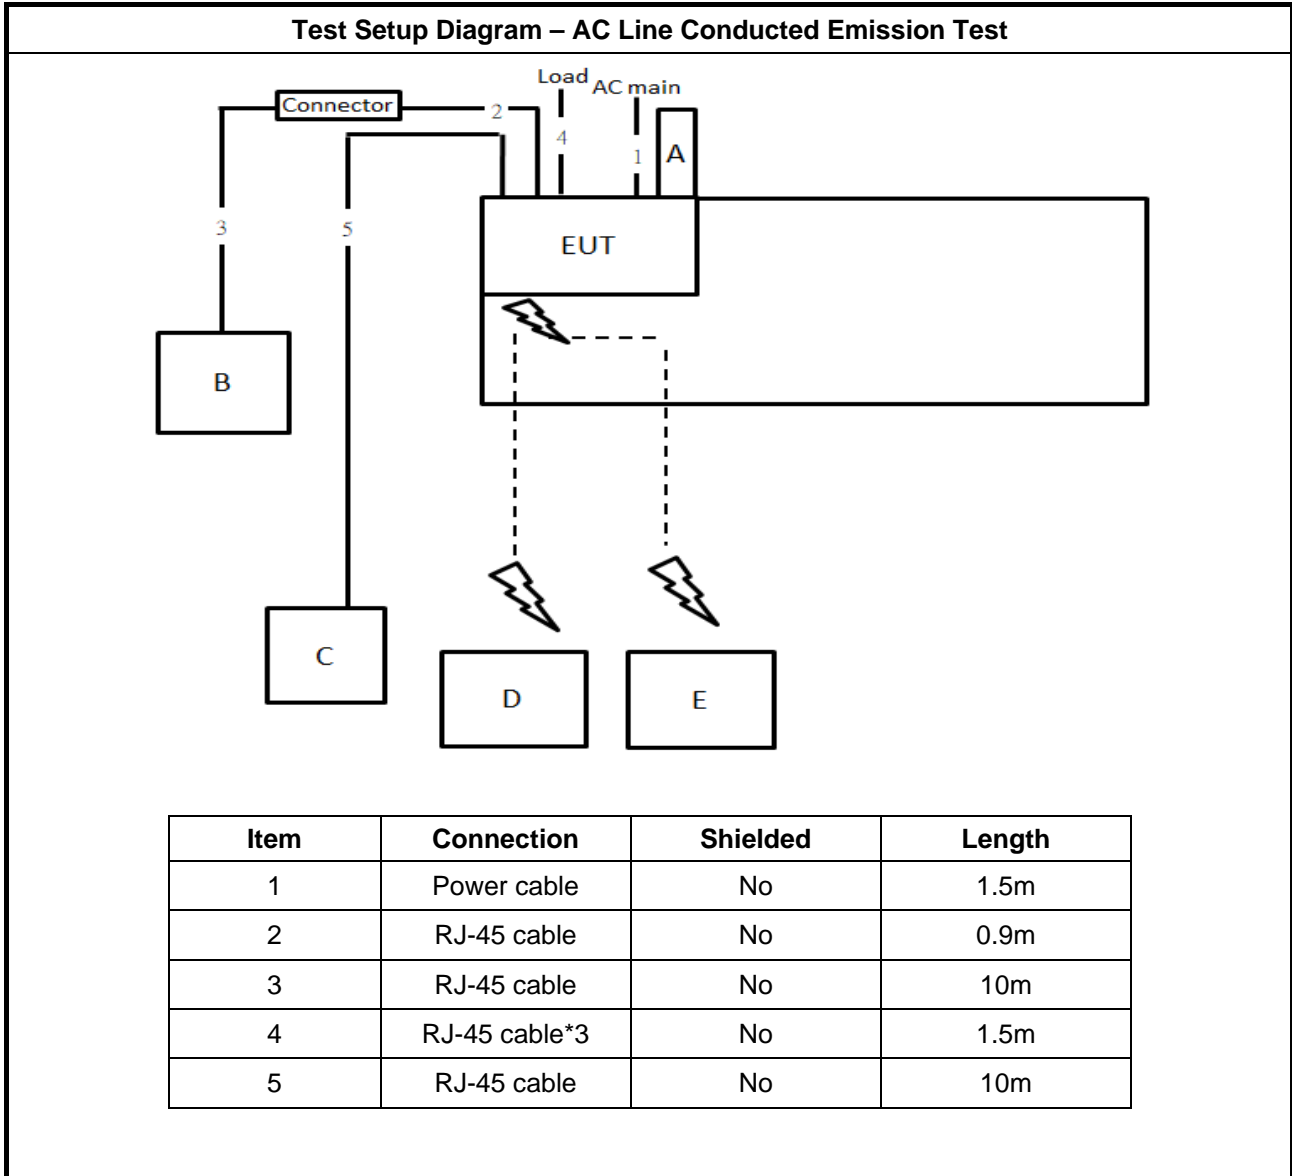 Test Setup Diagram – AC Line Conducted Emission Test
Load
AC main
Connector
2
4
1
A
3
5
EUT
B
C
D
E
Item Connection Shielded Length
1 Power cable No 1.5m
2 RJ-45 cable No 0.9m
3 RJ-45 cable No 10m
4 RJ-45 cable*3 No 1.5m
5 RJ-45 cable No 10m